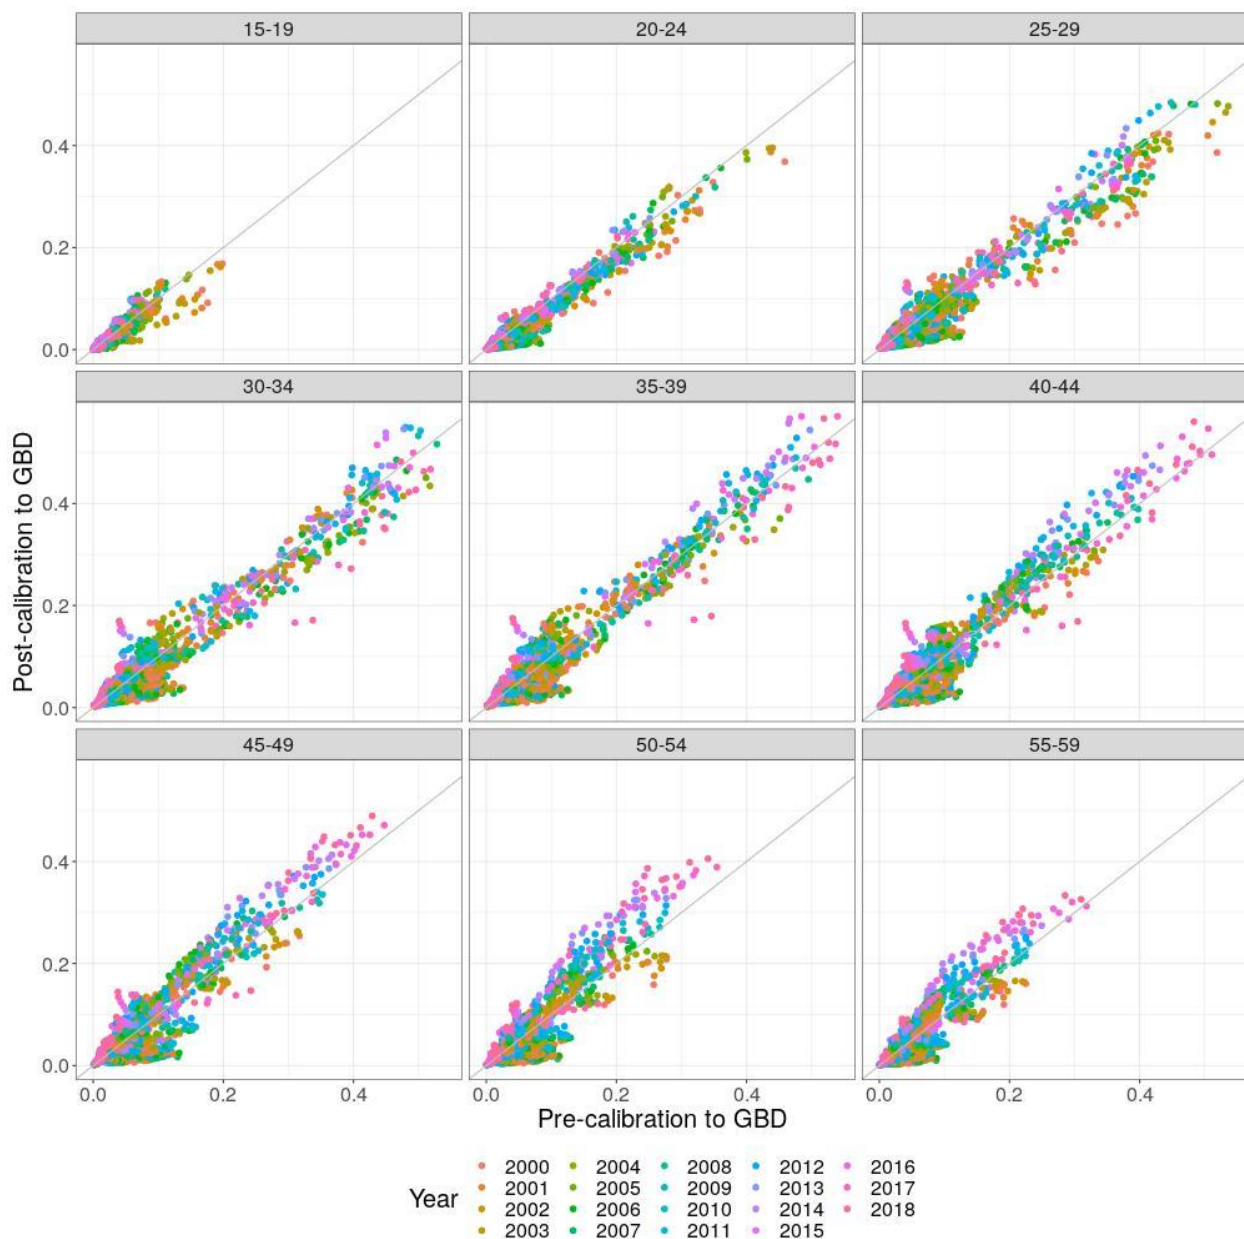 15-19 20-24 25-29
0.4
0.2
0.0
30-34 35-39 40-44
Post-calibration to GBD
0.4
0.2
0.0
45-49 50-54 55-59
0.4
0.2
0.0
0.0 0.2 0.4 0.0 0.2 0.4 0.0 0.2 0.4
Pre-calibration to GBD
2000 2004 2008 2012 2016
Year 2001 2005 2009 2013 2017
2002 2006 2010 2014 2018
2003 2007 2011 2015